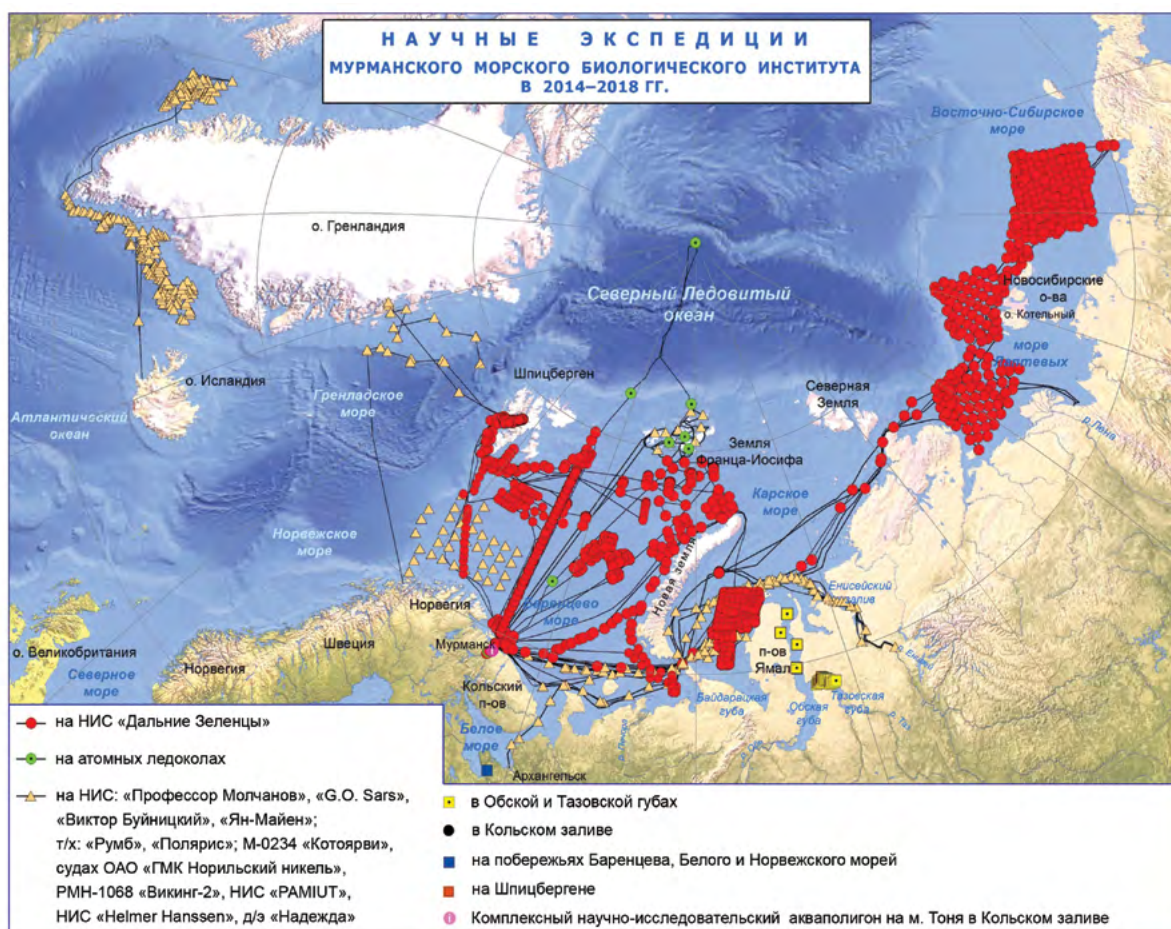 НАУЧНЫЕ ЭКСПЕДИЦИИ
МУРМАНСКОГО МОРСКОГО БИОЛОГИЧЕСКОГО ИНСТИТУТА
В 2014–2018 ГГ.
Восточно-Сибирское
море
о. Гренландия
Северный Ледовитый
океан
Новосибирские
о-ва
о. Котельный
море
Лаптевых
о. Исландия
Шпицберген
Гренладское
море
Северная
Земля
Атлантический
океан
р. Лена
Земля
Франца-Иосифа
Карское
море
Норвежское
море
Новая земля
Енисейский
залив
Норвегия
Баренцево
море
Швеция
Мурманск
о. Великобритания
Норвегия
Северное
море
п-ов
Ямал
Кольский
п-ов
Байдарацкая
губа
Обская
губа
Тазовская
губа
р. Таз
р. Печора
Белое
море
Архангельск
на НИС «Дальние Зеленцы»
на атомных ледоколах
на НИС: «Профессор Молчанов», «G.O. Sars»,
«Виктор Буйницкий», «Ян-Майен»;
т/х: «Румб», «Полярис»; М-0234 «Котоярви»,
судах ОАО «ГМК Норильский никель»,
РМН-1068 «Викинг-2», НИС «PAMIUT»,
НИС «Helmer Hanssen», д/э «Надежда»
в Обской и Тазовской губах
в Кольском заливе
на побережьях Баренцева, Белого и Норвежского морей
на Шпицбергене
Комплексный научно-исследовательский акваполигон на м. Тоня в Кольском заливе